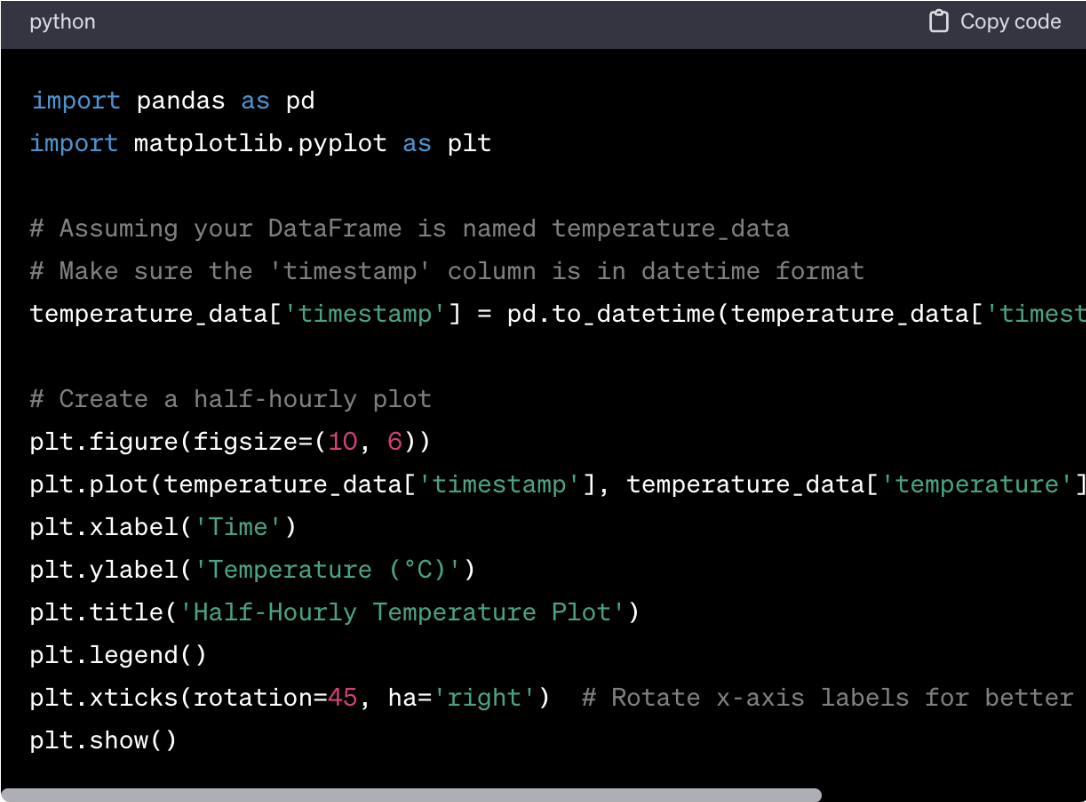 python
Copy code
import pandas as pd
import matplotlib.pyplot as plt
# Assuming your DataFrame is named temperature_data
# Make sure the 'timestamp' column is in datetime format
temperature_data['timestamp'] = pd.to_datetime(temperature_data['timest
# Create a half-hourly plot
plt.figure(figsize=(10, 6))
plt.plot(temperature_data['timestamp'], temperature_data['temperature']
plt.xlabel('Time')
plt.ylabel('Temperature (°C)')
plt.title('Half-Hourly Temperature Plot')
plt.legend()
plt.xticks(rotation=45, ha='right')  # Rotate x-axis labels for better
plt.show()